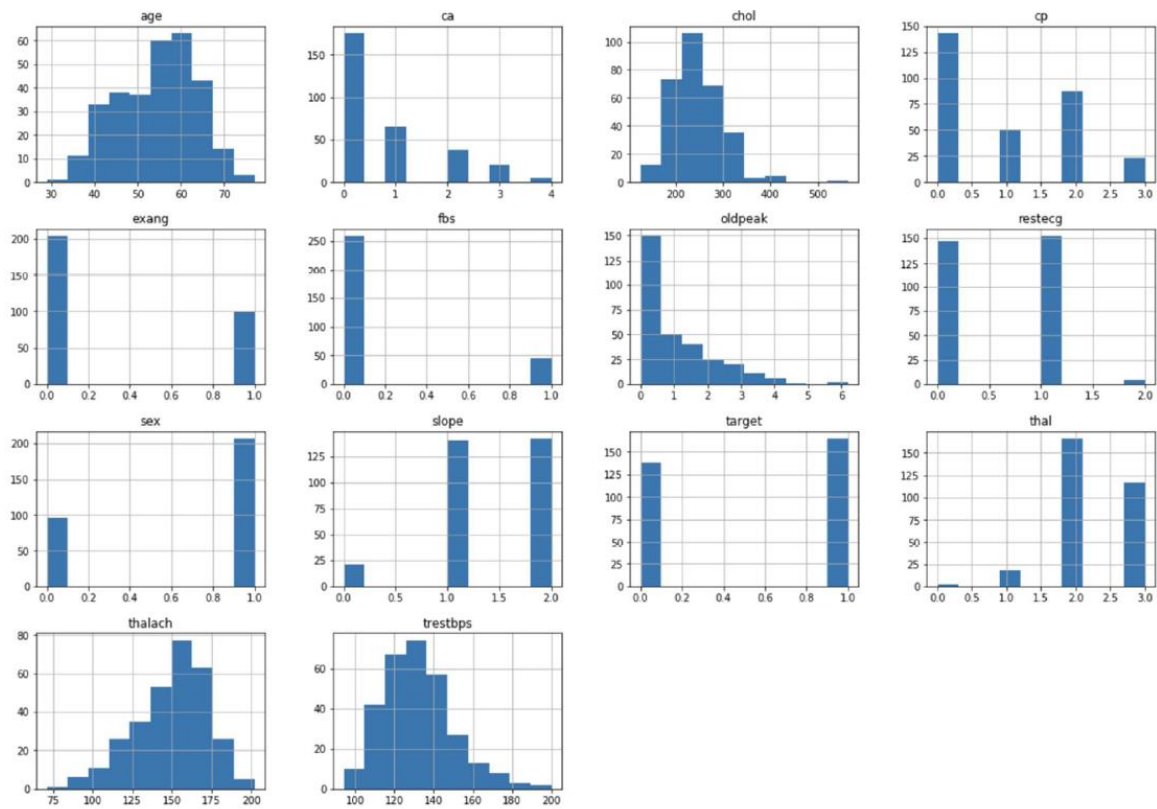 age
60
50
40
30
20
10
0
30 40 50 60 70
ca
150
100
50
0
0 1 2 3 4
chol
100
80
60
40
20
0
200 300 400 500
cp
150
125
100
75
50
25
0
0.0 0.5 1.0 1.5 2.0 2.5 3.0
exang
200
100
0
0.0 0.2 0.4 0.6 0.8 1.0
fbs
250
200
150
100
50
0
0.0 0.2 0.4 0.6 0.8 1.0
oldpeak
150
125
100
75
50
25
0
0 1 2 3 4 5 6
restecg
150
125
100
75
50
25
0
0.0 0.5 1.0 1.5 2.0
sex
200
150
100
50
0
0.0 0.2 0.4 0.6 0.8 1.0
slope
125
100
75
50
25
0
0.0 0.5 1.0 1.5 2.0
target
150
125
100
75
50
25
0
0.0 0.2 0.4 0.6 0.8 1.0
thal
150
125
100
75
50
25
0
0.0 0.5 1.0 1.5 2.0 2.5 3.0
thalach
80
60
40
20
0
75 100 125 150 175 200
trestbps
60
40
20
0
100 120 140 160 180 200